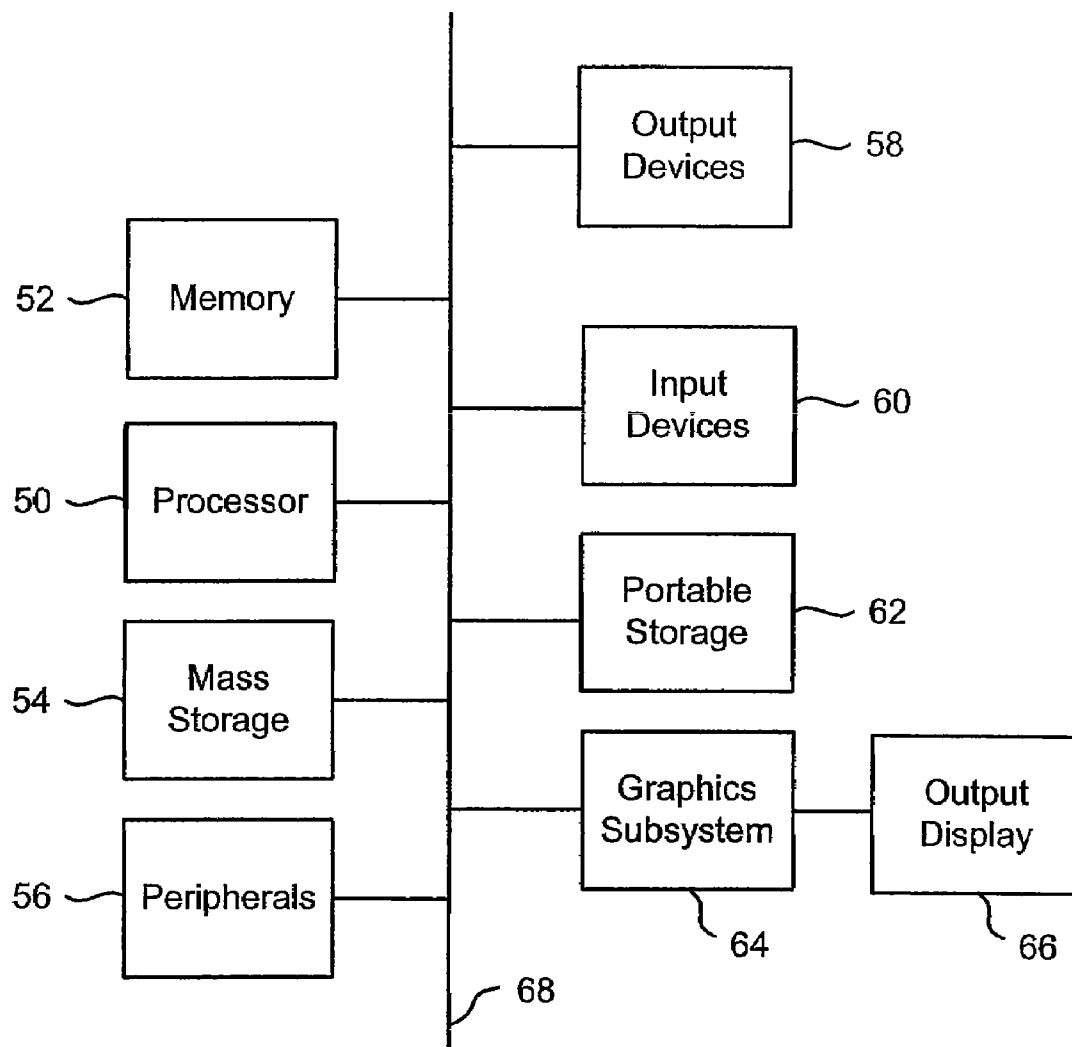 Output
Devices
58
52
Memory
Input
Devices
60
50
Processor
Portable
Storage
62
54
Mass
Storage
Graphics
Subsystem
Output
Display
56
Peripherals
64
66
68